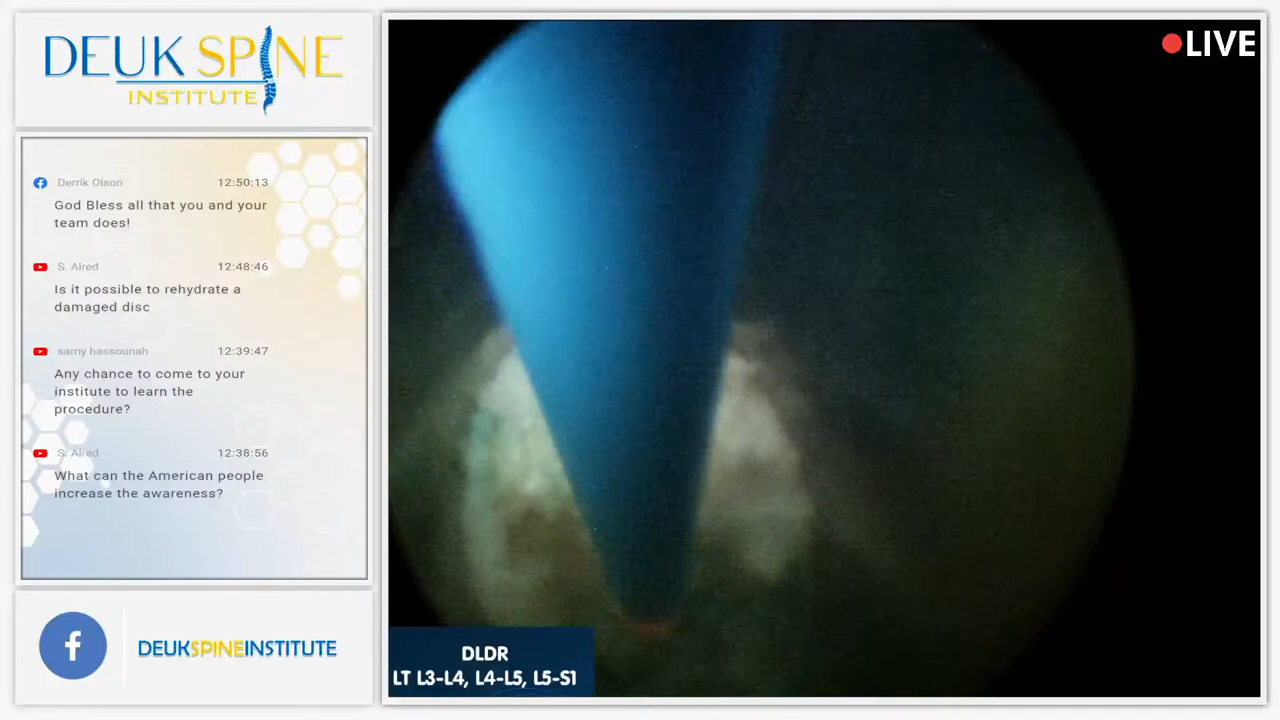 DEUK SPINE
INSTITUTE
Derrik Olson 12:50:13
God Bless all that you and your
team does!
S. Alred 12:48:46
Is it possible to rehydrate a
damaged disc
samy hassounah 12:39:47
Any chance to come to your
institute to learn the
procedure?
S. Alred 12:38:56
What can the American people
increase the awareness?
f
DEUKSPINEINSTITUTE
LIVE
DLDR
LT L3-L4, L4-L5, L5-S1